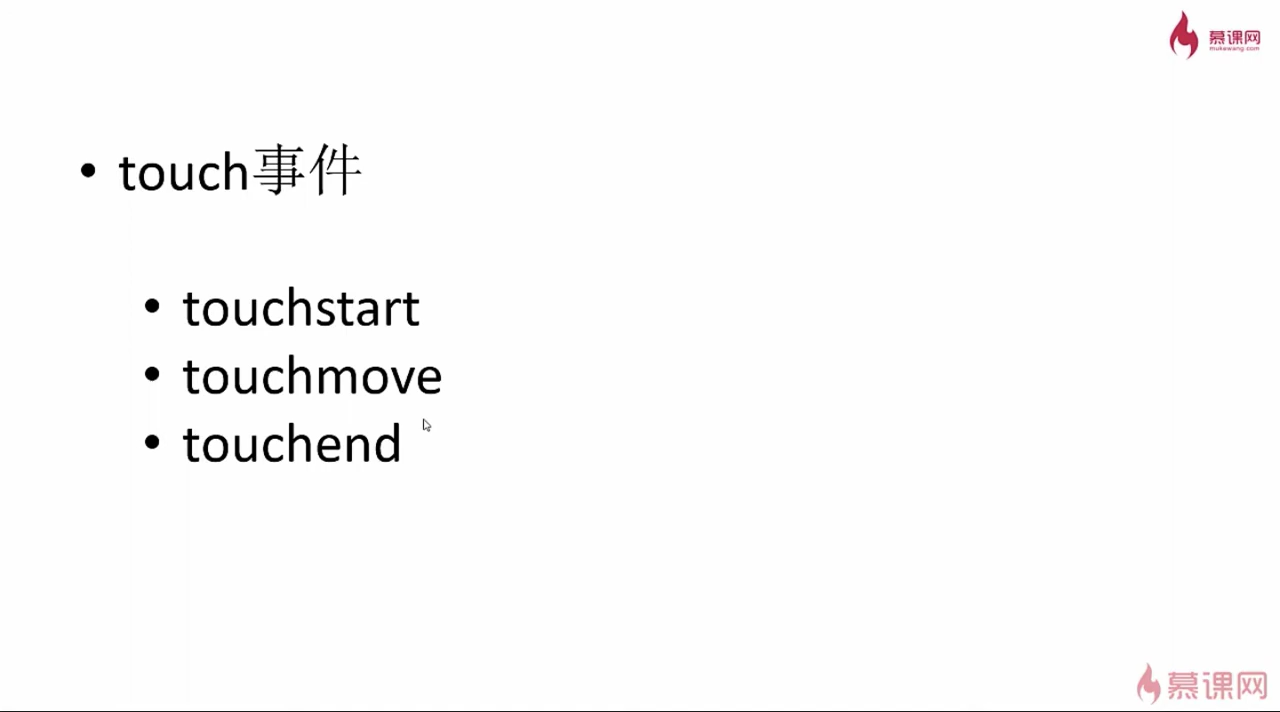 慕课网
mukewang.com
• touch事件
• touchstart
• touchmove
• touchend
慕课网